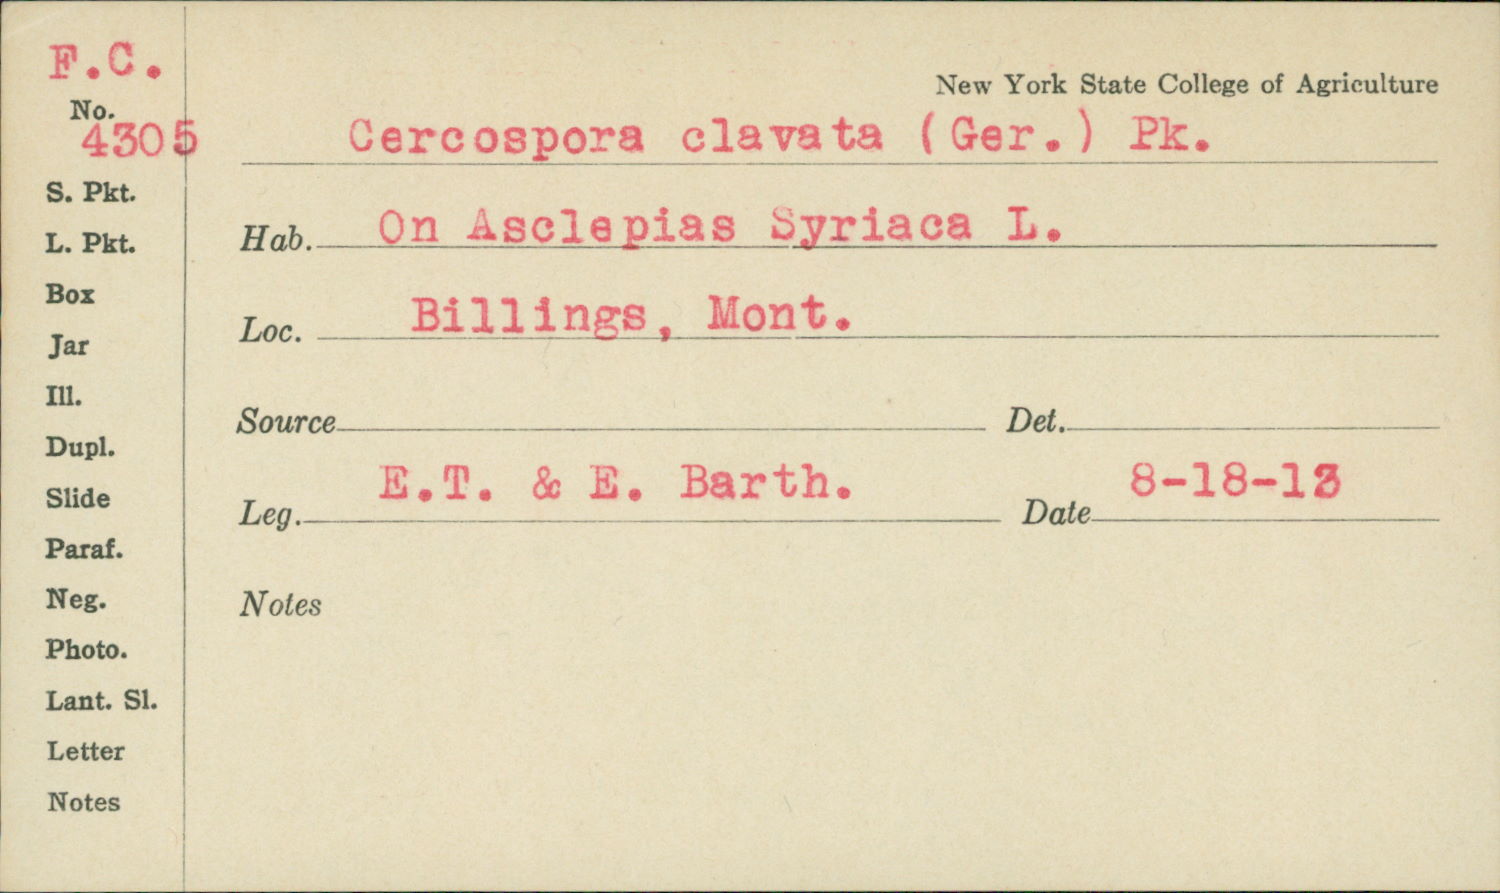 F.C.
No.
4305
S. Pkt.
L. Pkt.
Box
Jar
Ill.
Dupl.
Slide
Paraf.
Neg.
Photo.
Lant. Sl.
Letter
Notes
New York State College of Agriculture
Cercospora clavata (Ger.) Pk.
Hab. On Asclepias Syriaca L.
Loc. Billings, Mont.
Source Det.
Leg. E.T. & E. Barth. Date 8-18-13
Notes